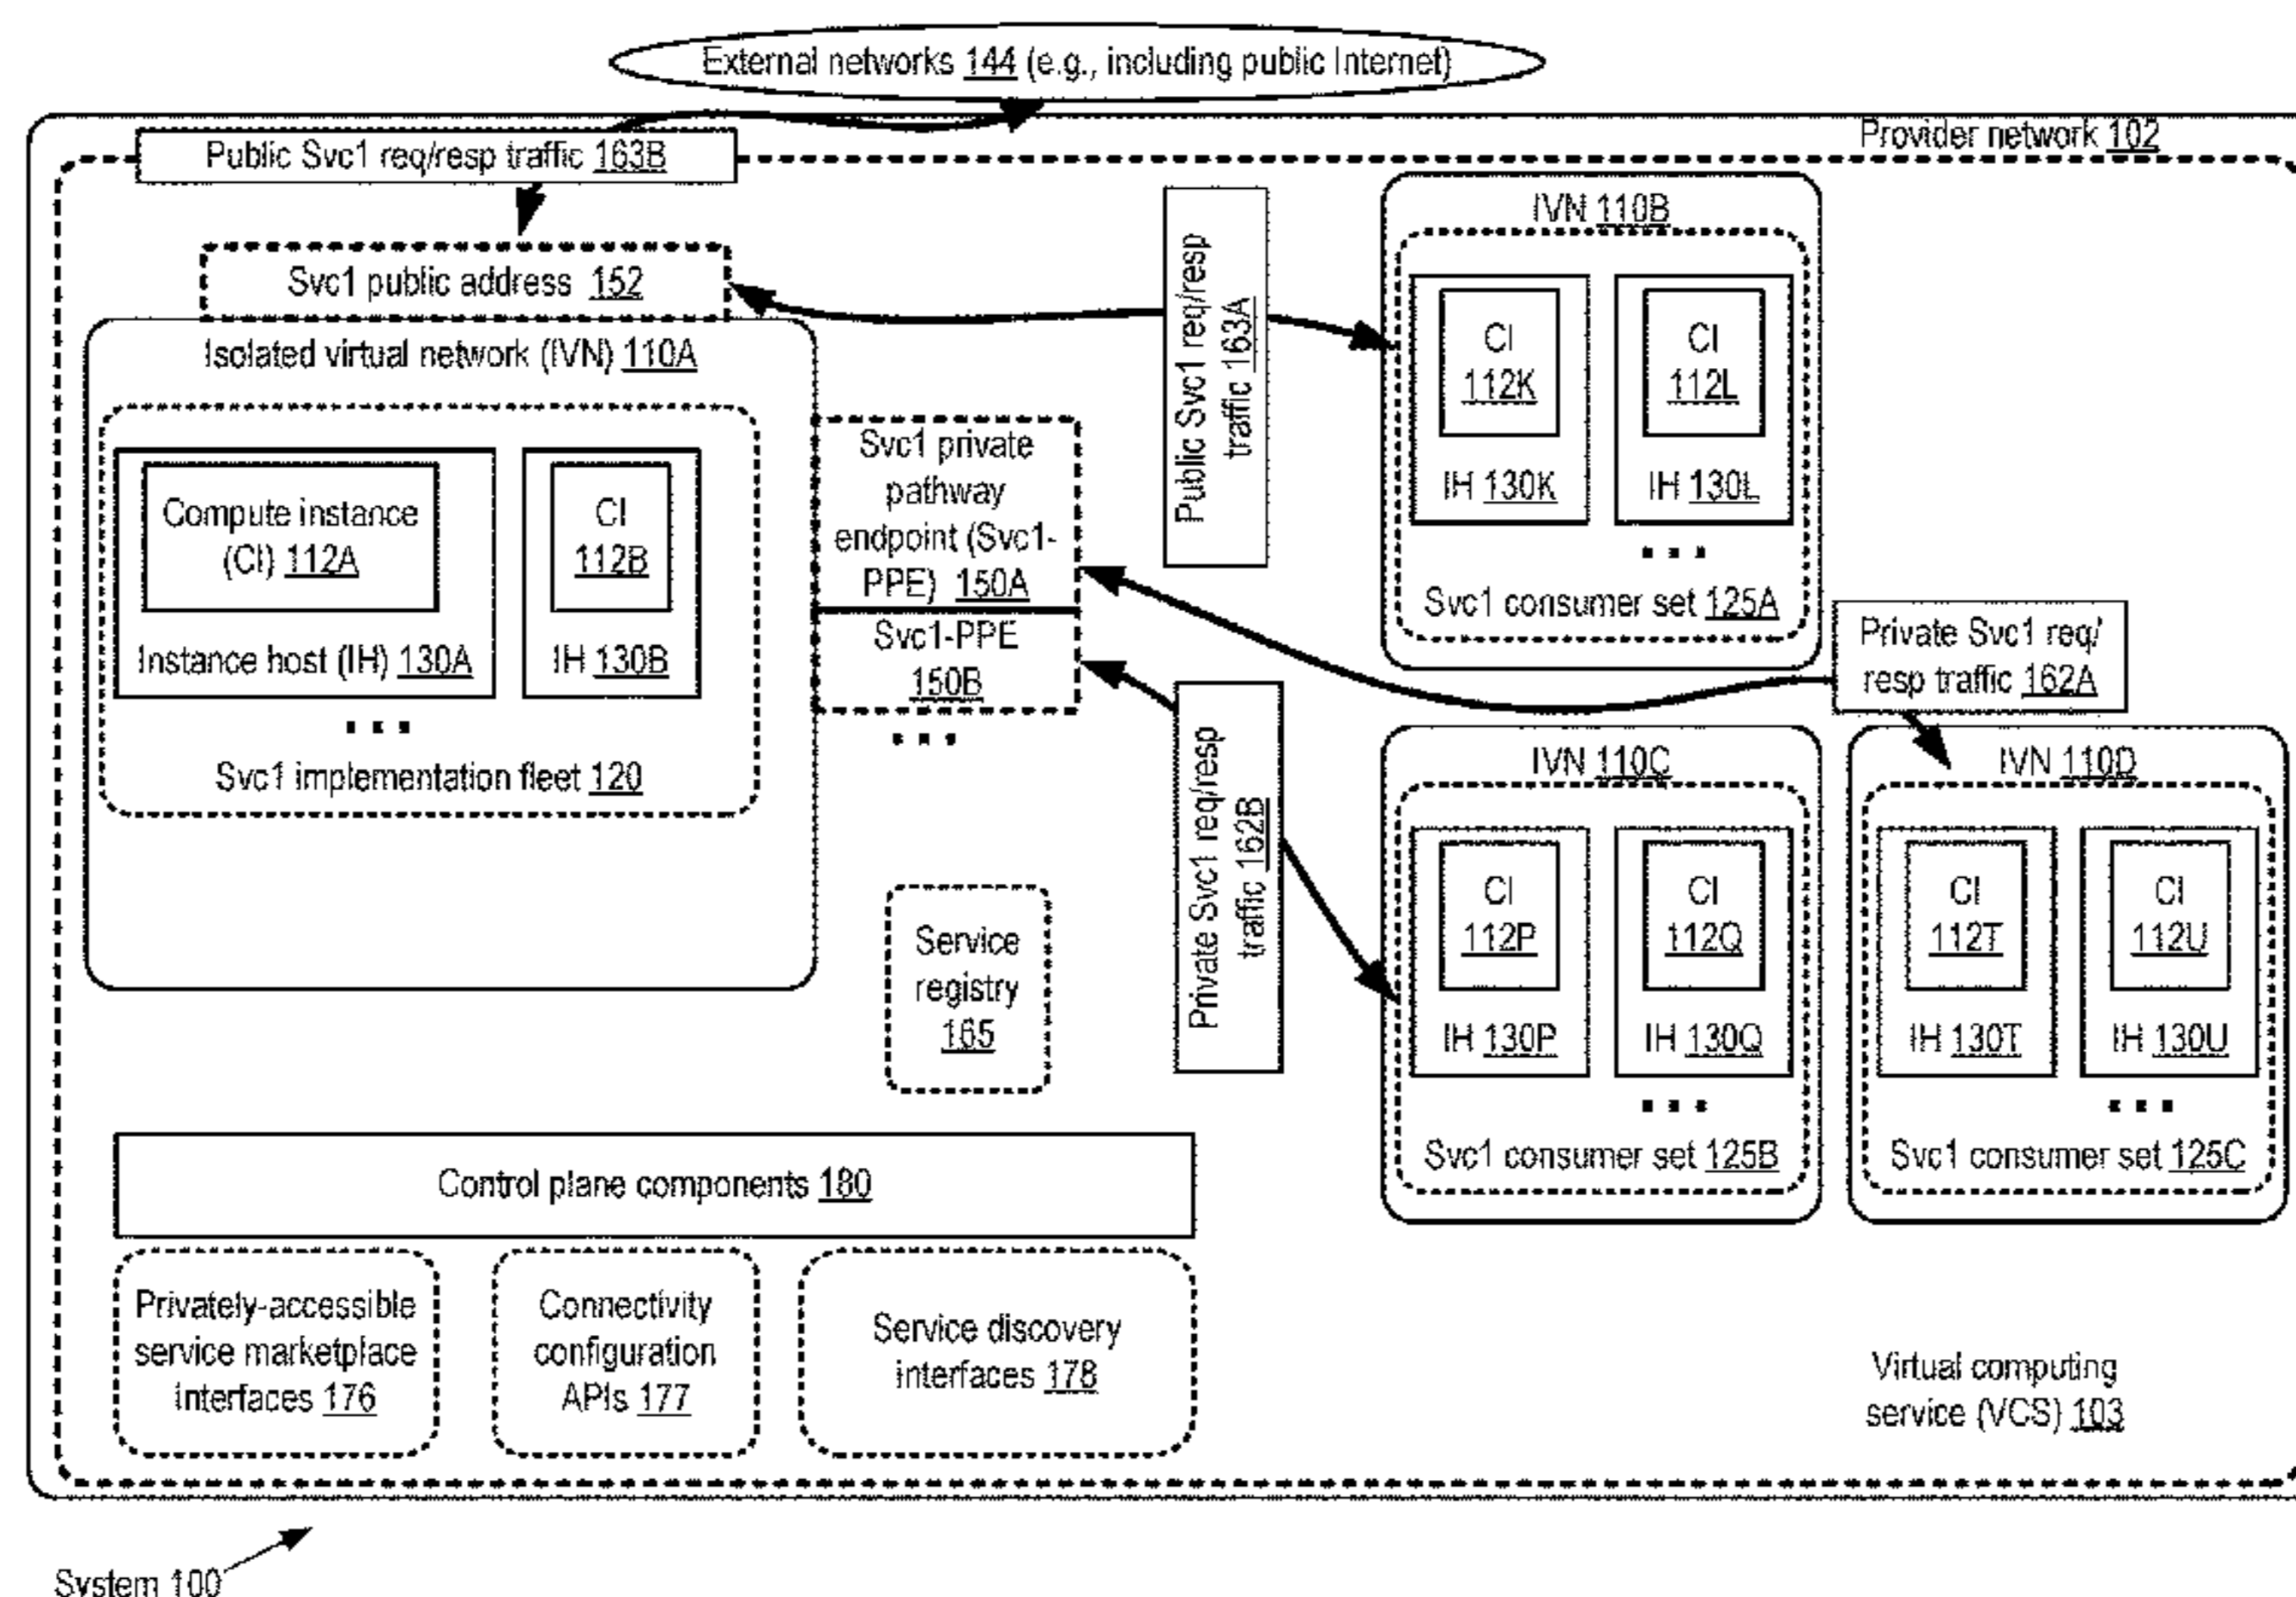 External networks 144 (e.g., including public Internet)
Provider network 102
Public Svc1 req/resp traffic 163B
Svc1 public address 152
Isolated virtual network (IVN) 110A
Compute instance
(CI) 112A
Instance host (IH) 130A
CI
112B
IH 130B
...
Svc1 implementation fleet 120
Svc1 private
pathway
endpoint (Svc1-
PPE) 150A
Svc1-PPE
150B
...
Public Svc1 req/resp
traffic 163A
IVN 110B
CI
112K
IH 130K
CI
112L
IH 130L
...
Svc1 consumer set 125A
Private Svc1 req/
resp traffic 162A
Private Svc1 req/resp
traffic 162B
IVN 110C
CI
112P
IH 130P
CI
112Q
IH 130Q
...
Svc1 consumer set 125B
IVN 110D
CI
112T
IH 130T
CI
112U
IH 130U
...
Svc1 consumer set 125C
Service
registry
165
Control plane components 180
Privately-accessible
service marketplace
interfaces 176
Connectivity
configuration
APIs 177
Service discovery
interfaces 178
Virtual computing
service (VCS) 103
System 100